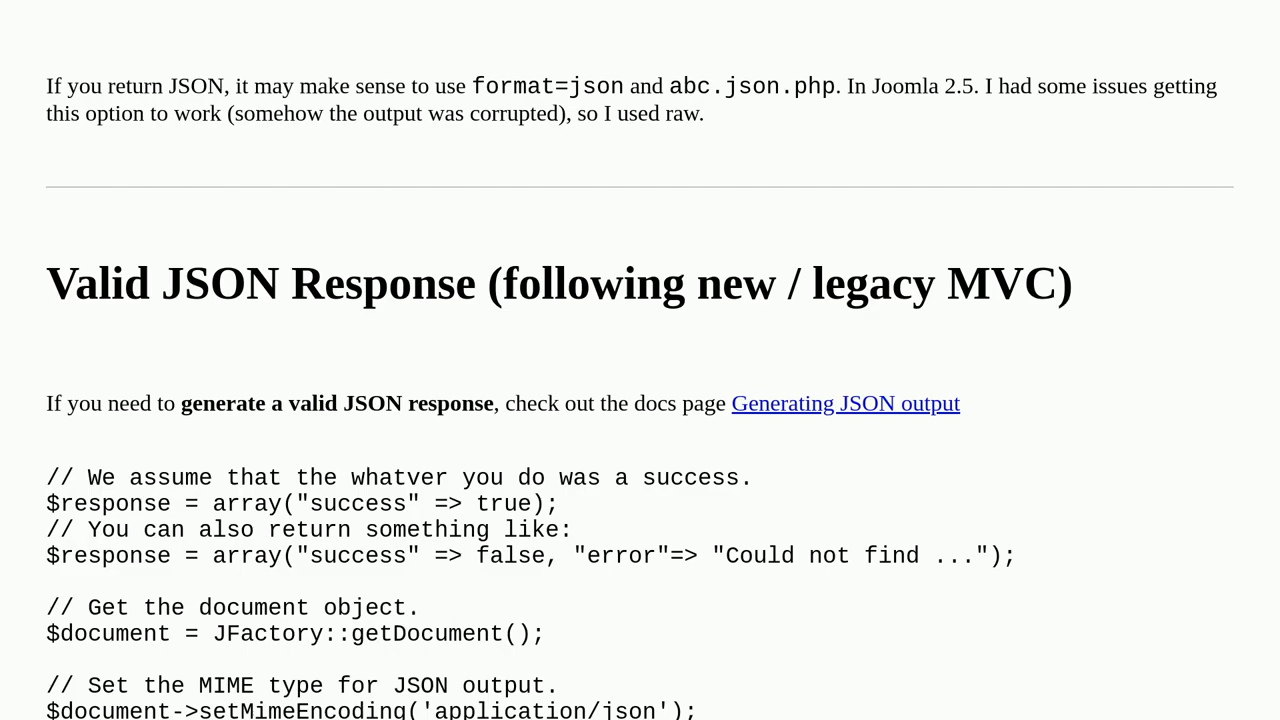 If you return JSON, it may make sense to use format=json and abc.json.php. In Joomla 2.5. I had some issues getting
this option to work (somehow the output was corrupted), so I used raw.
Valid JSON Response (following new / legacy MVC)
If you need to generate a valid JSON response, check out the docs page Generating JSON output
// We assume that the whatver you do was a success.
$response = array("success" => true);
// You can also return something like:
$response = array("success" => false, "error"=> "Could not find ...");
// Get the document object.
$document = JFactory::getDocument();
// Set the MIME type for JSON output.
$document->setMimeEncoding('application/json');